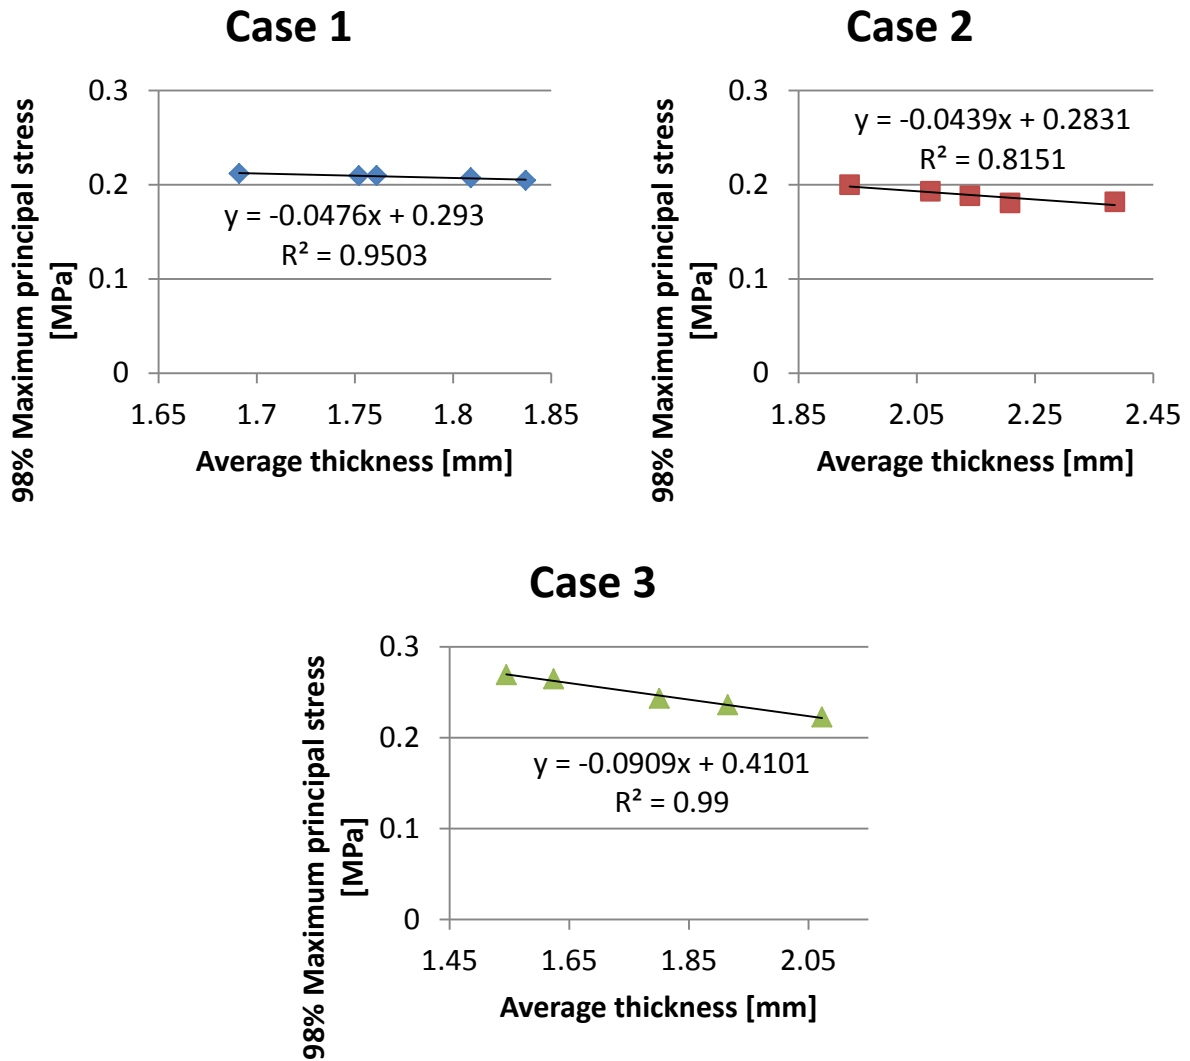 Case 1
98% Maximum principal stress
[MPa]
0.3
0.2
0.1
0
y = -0.0476x + 0.293
R² = 0.9503
1.65
1.7
1.75
1.8
1.85
Average thickness [mm]
Case 2
98% Maximum principal stress
[MPa]
0.3
0.2
0.1
0
y = -0.0439x + 0.2831
R² = 0.8151
1.85
2.05
2.25
2.45
Average thickness [mm]
Case 3
98% Maximum principal stress
[MPa]
0.3
0.2
0.1
0
y = -0.0909x + 0.4101
R² = 0.99
1.45
1.65
1.85
2.05
Average thickness [mm]